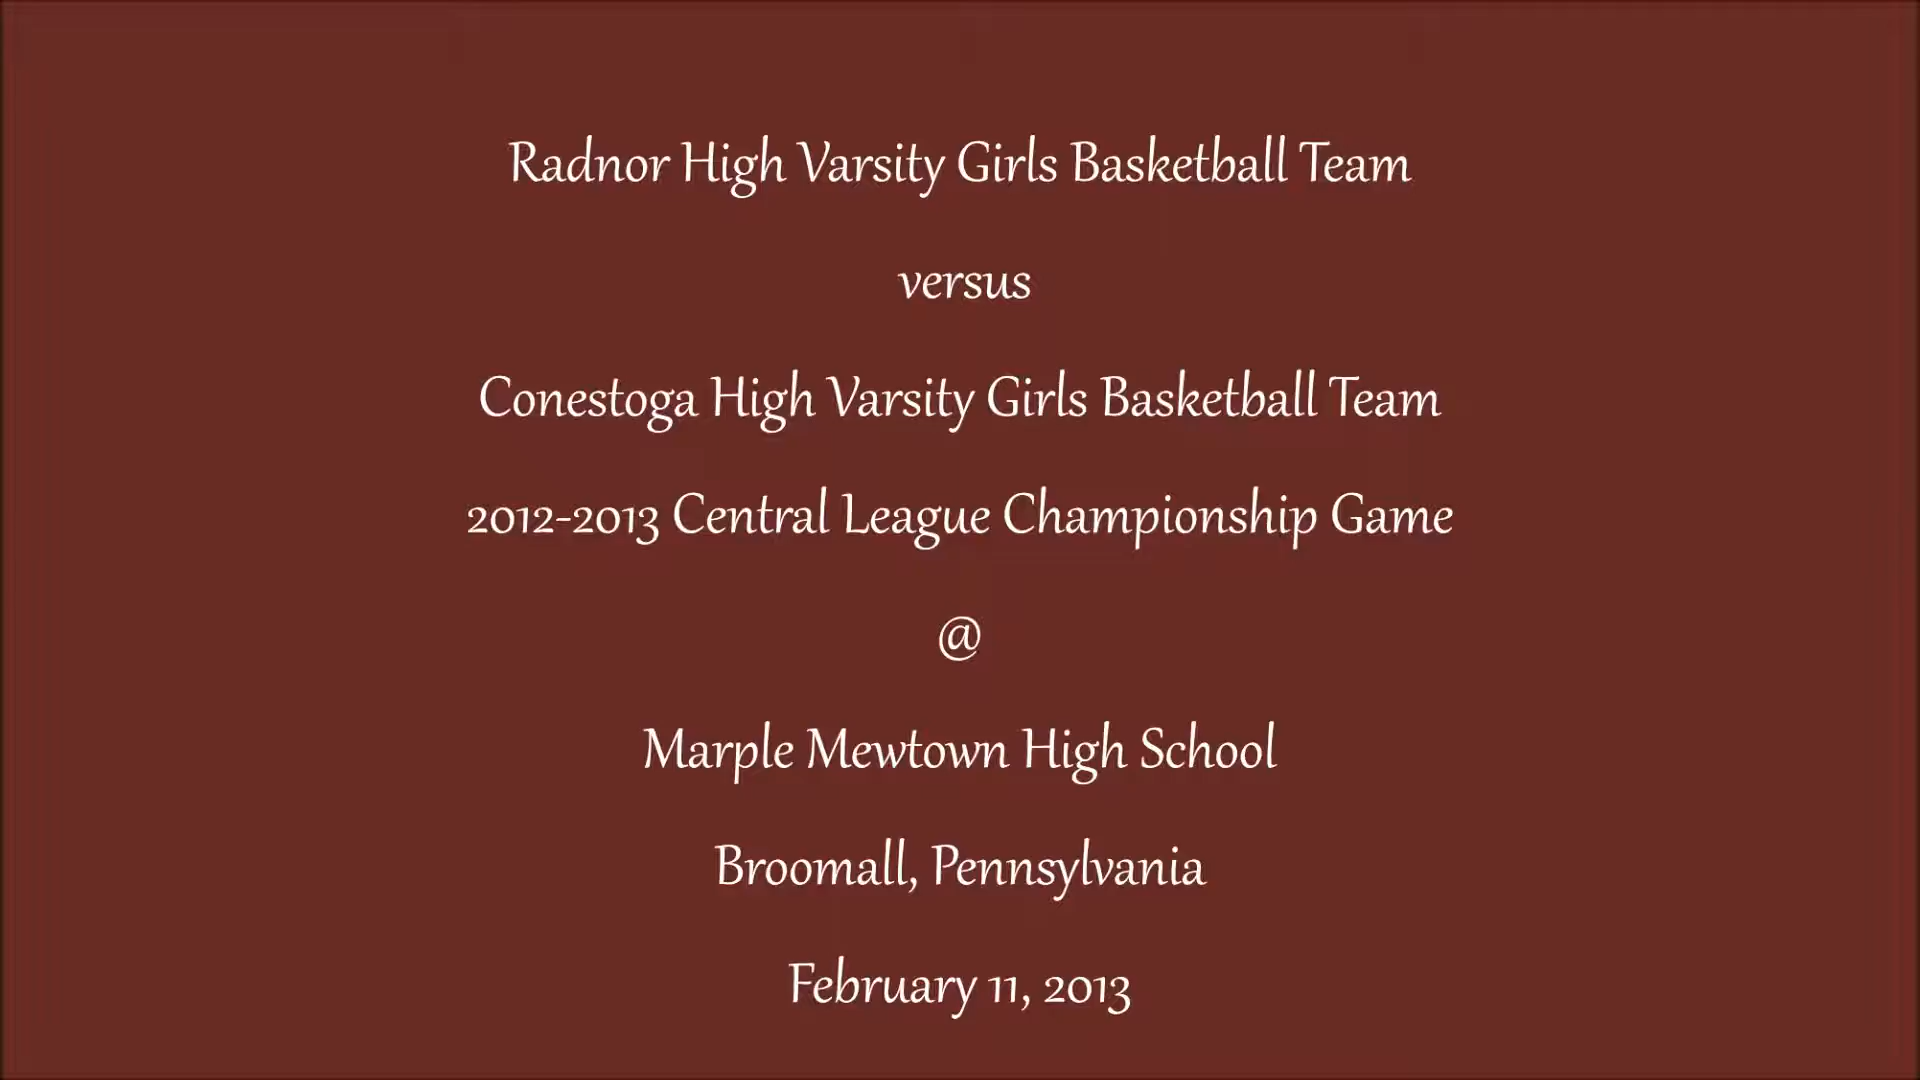 Radnor High Varsity Girls Basketball Team
versus
Conestoga High Varsity Girls Basketball Team
2012-2013 Central League Championship Game
@
Marple Mewtown High School
Broomall, Pennsylvania
February 11, 2013